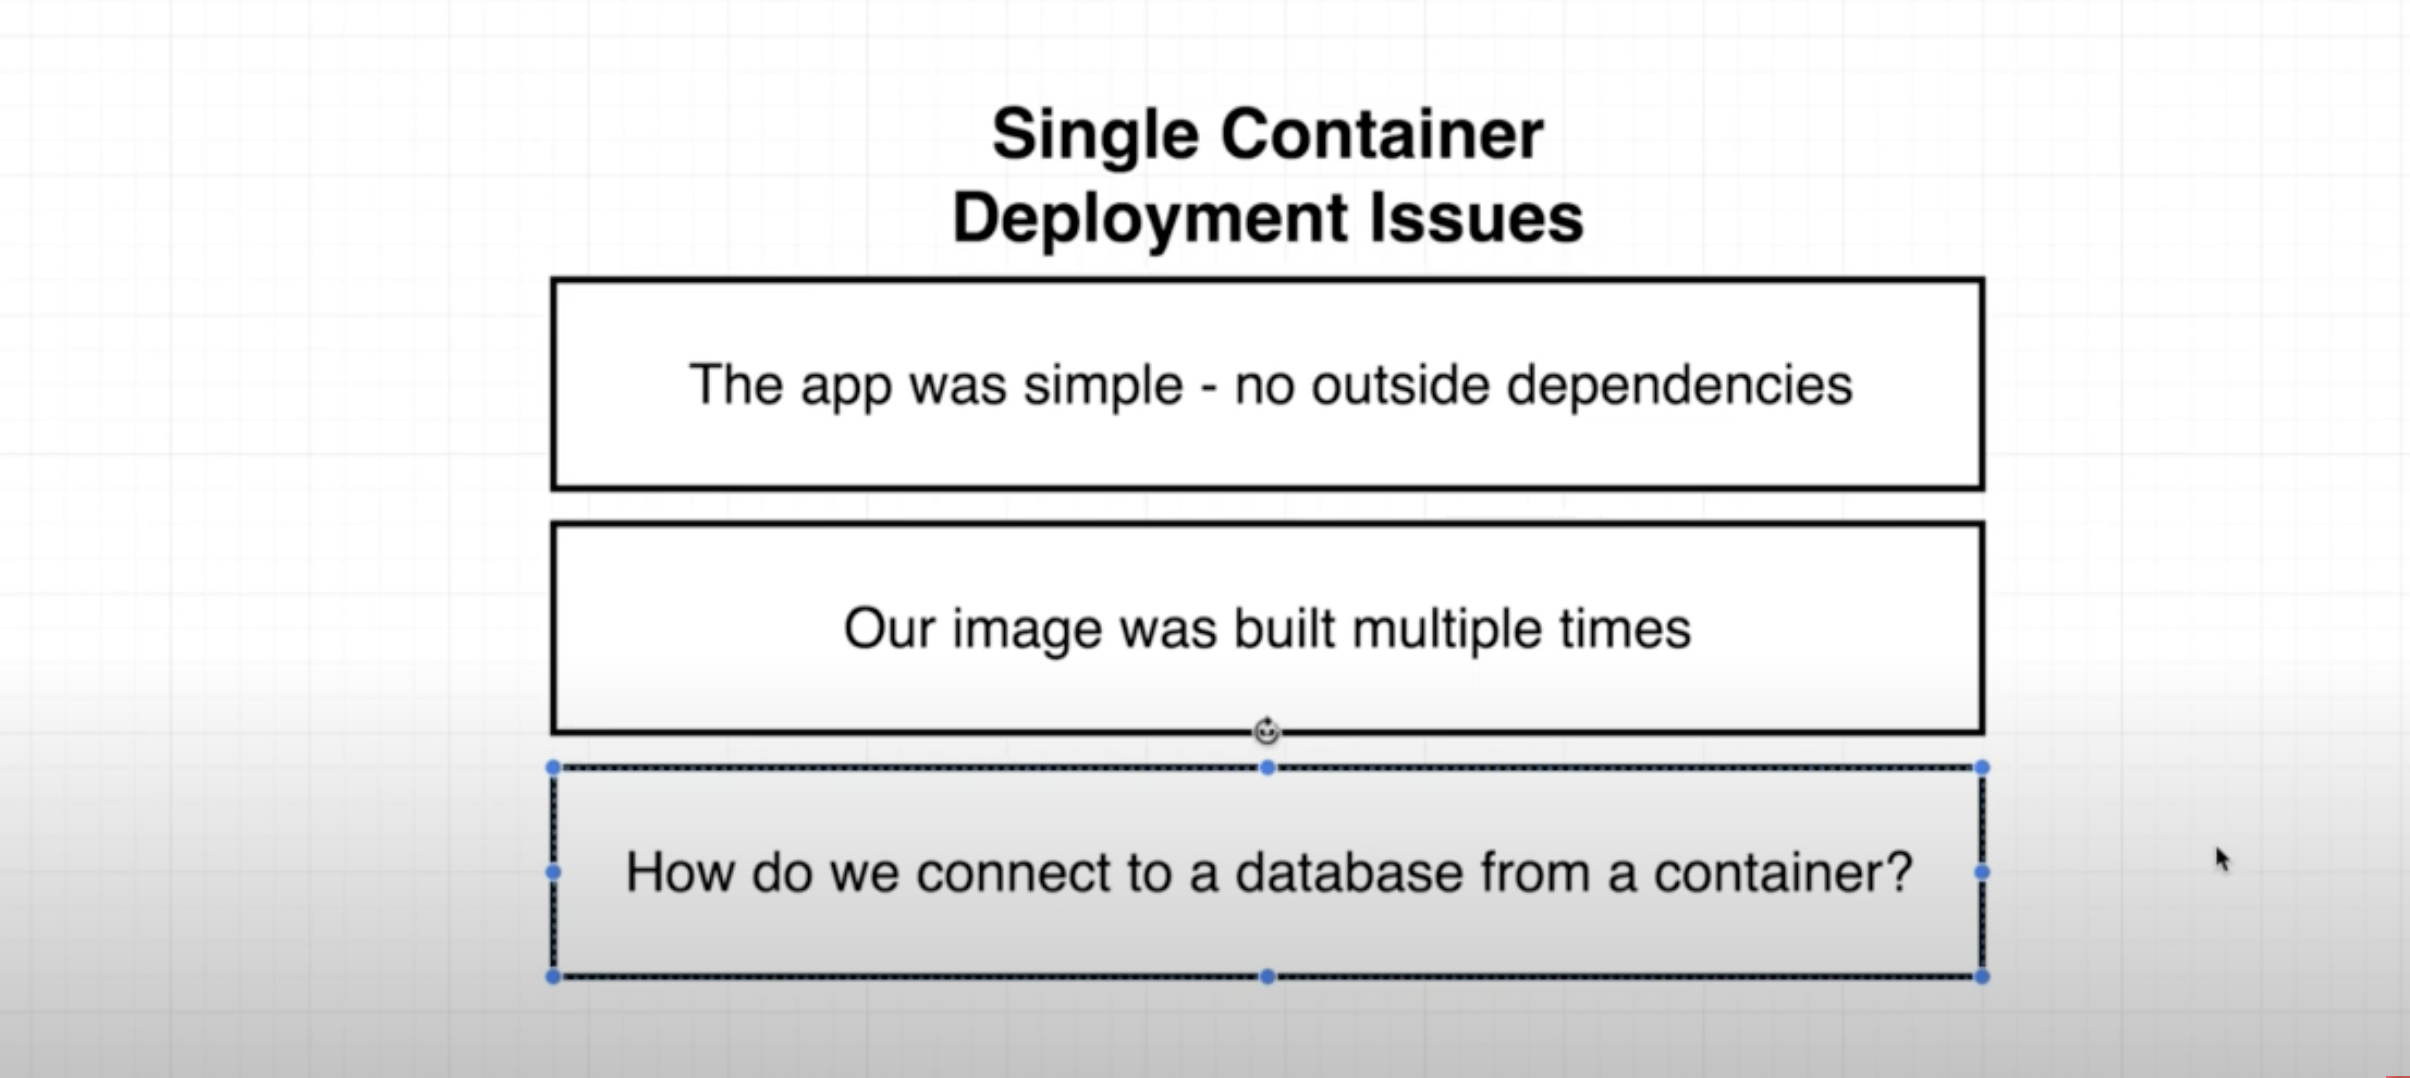 Single Container
Deployment Issues
The app was simple - no outside dependencies
Our image was built multiple times
How do we connect to a database from a container?